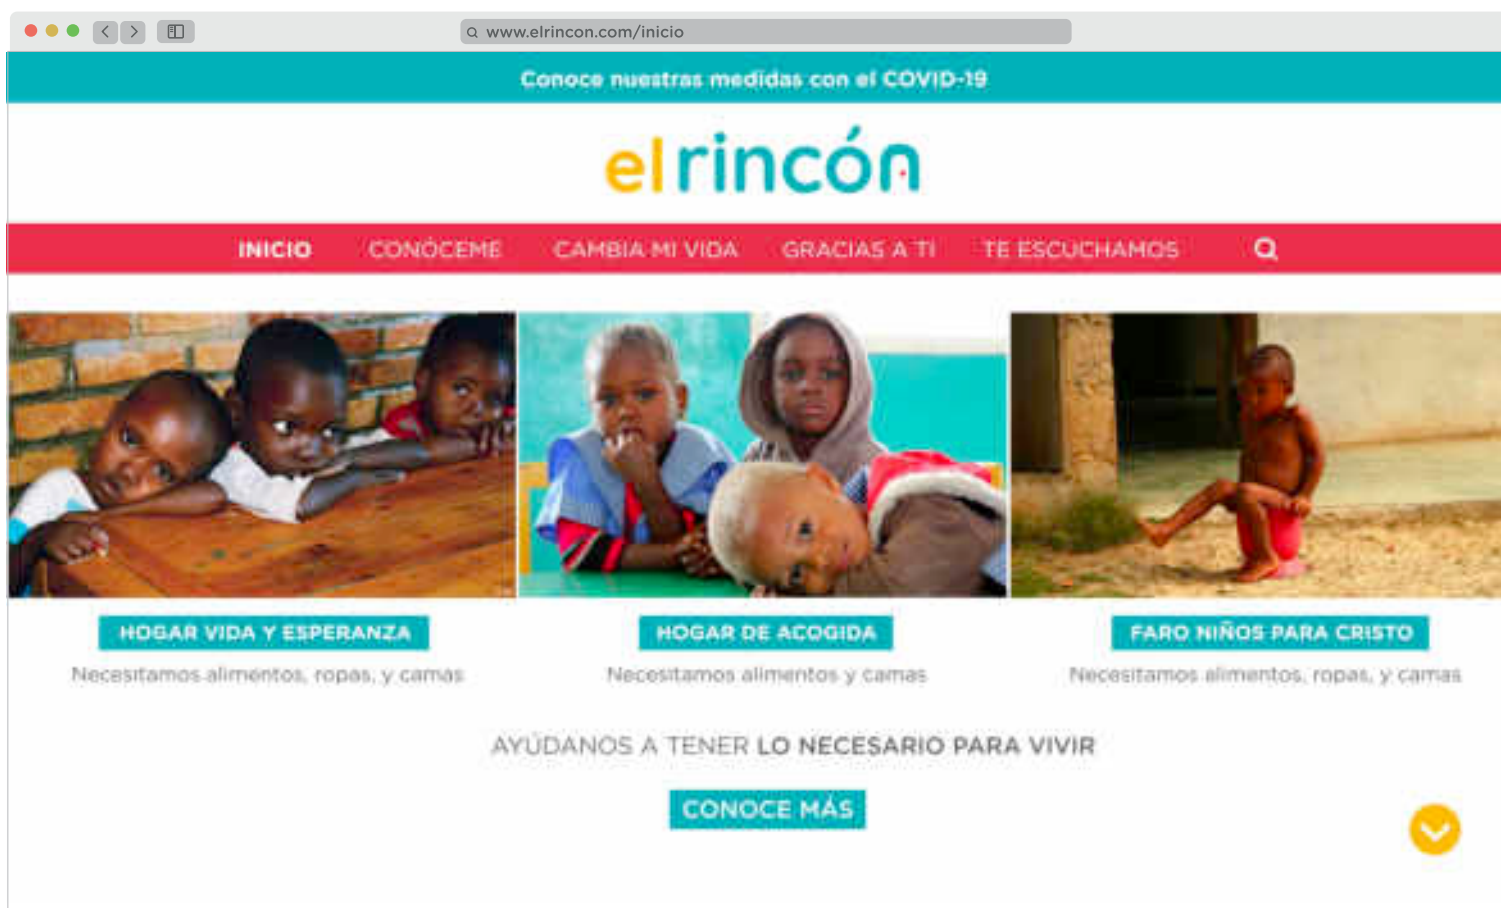 www.elrincon.com/inicio
Conoce nuestras medidas con el COVID-19
el rincón
INICIO CONÓCEME CAMBIA MI VIDA GRACIAS A TI TE ESCUCHAMOS
HOGAR VIDA Y ESPERANZA HOGAR DE ACOGIDA FARO NIÑOS PARA CRISTO
Necesitamos alimentos, ropas, y camas Necesitamos alimentos y camas Necesitamos alimentos, ropas, y camas
AYÚDANOS A TENER LO NECESARIO PARA VIVIR
CONOCE MÁS